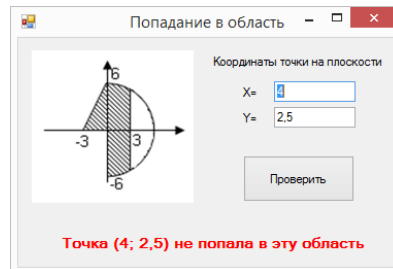 Попадание в область
Координаты точки на плоскости
6
X= 4
Y= 2,5
-3
3
-6
Проверить
Точка (4; 2,5) не попала в эту область